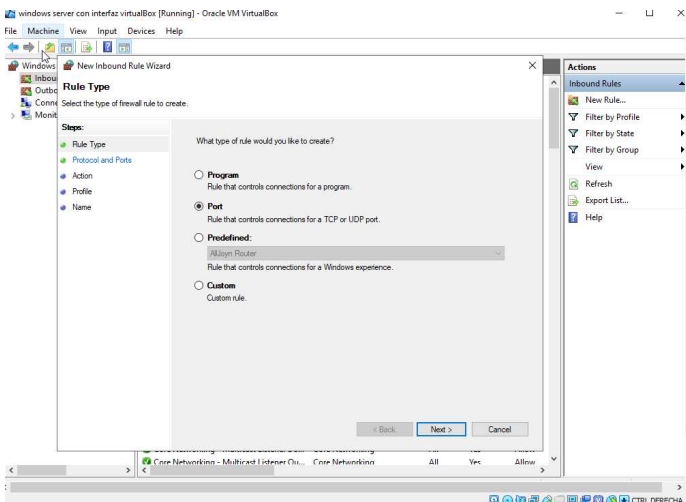 windows server con interfaz virtualBox [Running] - Oracle VM VirtualBox
File Machine View Input Devices Help
Windows
Inbou
Outbo
Conne
Monit
New Inbound Rule Wizard
Rule Type
Select the type of firewall rule to create.
Steps:
Rule Type
Protocol and Ports
Action
Profile
Name
What type of rule would you like to create?
Program
Rule that controls connections for a program.
Port
Rule that controls connections for a TCP or UDP port.
Predefined:
AllJoyn Router
Rule that controls connections for a Windows experience.
Custom
Custom rule.
< Back Next > Cancel
Core Networking - Multicast Listener Qu... Core Networking All Yes Allow
Actions
Inbound Rules
New Rule...
Filter by Profile
Filter by State
Filter by Group
View
Refresh
Export List...
Help
CTRL DERECHA